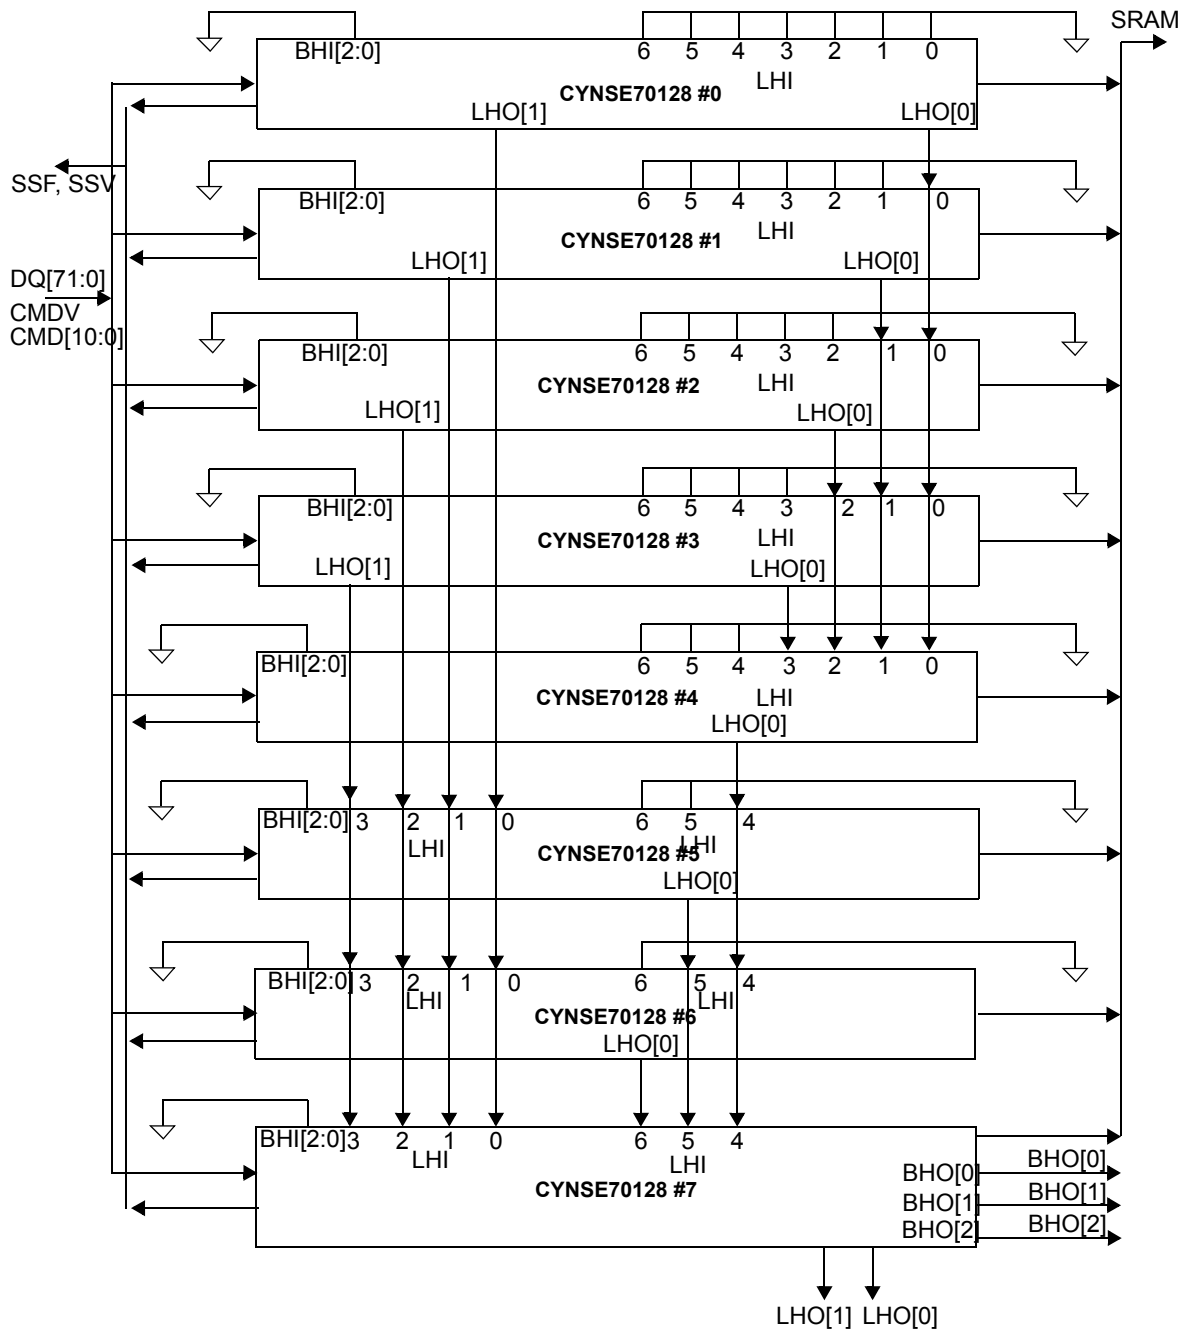 SRAM
BHI[2:0] 6 5 4 3 2 1 0
LHI
CYNSE70128 #0
LHO[1] LHO[0]
SSF, SSV
BHI[2:0] 6 5 4 3 2 1 0
LHI
CYNSE70128 #1
LHO[1] LHO[0]
DQ[71:0]
CMDV
CMD[10:0]
BHI[2:0] 6 5 4 3 2 1 0
LHI
CYNSE70128 #2
LHO[1] LHO[0]
BHI[2:0] 6 5 4 3 2 1 0
LHI
CYNSE70128 #3
LHO[1] LHO[0]
BHI[2:0] 6 5 4 3 2 1 0
LHI
CYNSE70128 #4
LHO[0]
BHI[2:0] 3 2 1 0 6 5 4
LHI LHI
CYNSE70128 #5
LHO[0]
BHI[2:0] 3 2 1 0 6 5 4
LHI LHI
CYNSE70128 #6
LHO[0]
BHI[2:0] 3 2 1 0 6 5 4
LHI LHI
CYNSE70128 #7
BHO[0] BHO[0]
BHO[1] BHO[1]
BHO[2] BHO[2]
LHO[1] LHO[0]